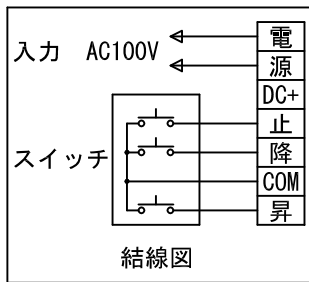 電
入力 AC100V
源
DC+
止
降
スイッチ
COM
昇
結線図